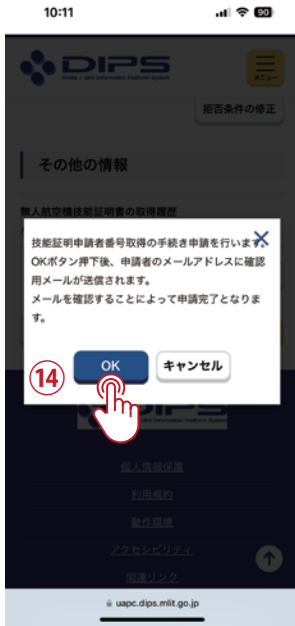 10:11
90
DIPS
Drone / UAS Information Platform System
メニュー
拒否条件の修正
その他の情報
無人航空機技能証明書の取得履歴
技能証明申請者番号取得の手続き申請を行います。
OKボタン押下後、申請者のメールアドレスに確認
用メールが送信されます。
メールを確認することによって申請完了となりま
す。
⑭
OK
キャンセル
DIPS
個人情報保護
利用規約
動作環境
アクセシビリティ
関連リンク
uapc.dips.mlit.go.jp